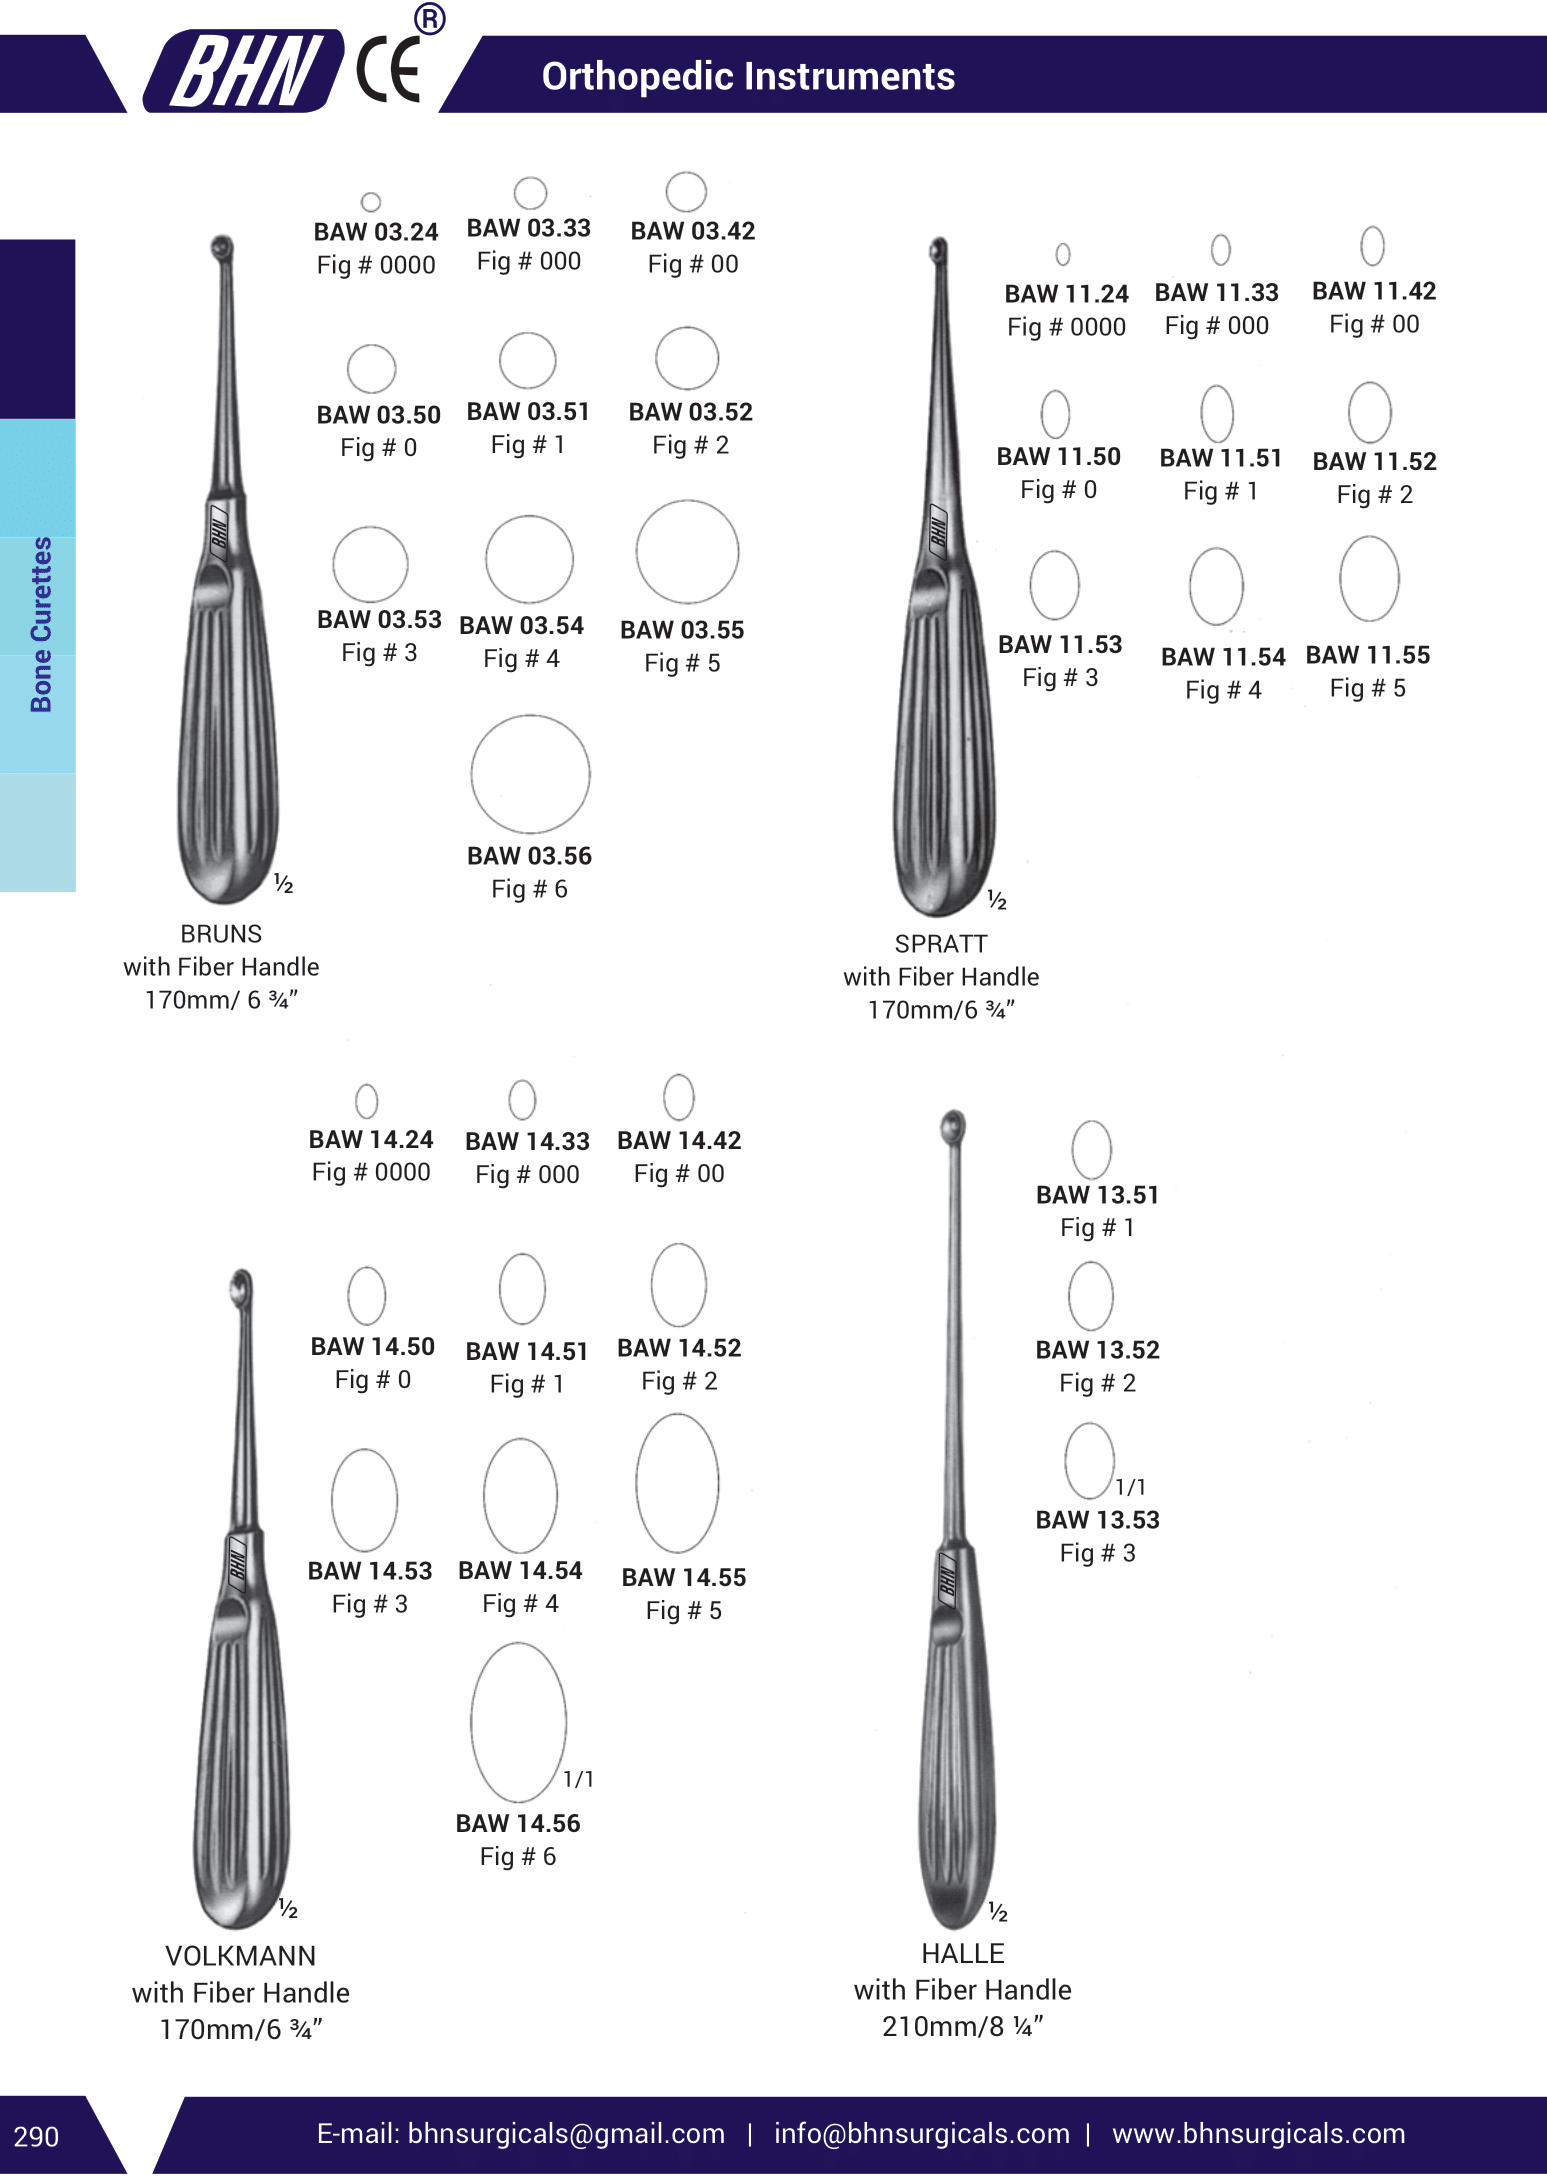 BHN CE ®
Orthopedic Instruments
Bone Curettes
BAW 03.24
Fig # 0000
BAW 03.33
Fig # 000
BAW 03.42
Fig # 00
BAW 03.50
Fig # 0
BAW 03.51
Fig # 1
BAW 03.52
Fig # 2
BAW 03.53
Fig # 3
BAW 03.54
Fig # 4
BAW 03.55
Fig # 5
BAW 03.56
Fig # 6
BHN
½
BRUNS
with Fiber Handle
170mm/ 6 ¾”
BAW 11.24
Fig # 0000
BAW 11.33
Fig # 000
BAW 11.42
Fig # 00
BAW 11.50
Fig # 0
BAW 11.51
Fig # 1
BAW 11.52
Fig # 2
BAW 11.53
Fig # 3
BAW 11.54
Fig # 4
BAW 11.55
Fig # 5
BHN
½
SPRATT
with Fiber Handle
170mm/6 ¾”
BAW 14.24
Fig # 0000
BAW 14.33
Fig # 000
BAW 14.42
Fig # 00
BAW 14.50
Fig # 0
BAW 14.51
Fig # 1
BAW 14.52
Fig # 2
BAW 14.53
Fig # 3
BAW 14.54
Fig # 4
BAW 14.55
Fig # 5
1/1
BAW 14.56
Fig # 6
BHN
½
VOLKMANN
with Fiber Handle
170mm/6 ¾”
BAW 13.51
Fig # 1
BAW 13.52
Fig # 2
1/1
BAW 13.53
Fig # 3
BHN
½
HALLE
with Fiber Handle
210mm/8 ¼”
290
E-mail: bhnsurgicals@gmail.com | info@bhnsurgicals.com | www.bhnsurgicals.com